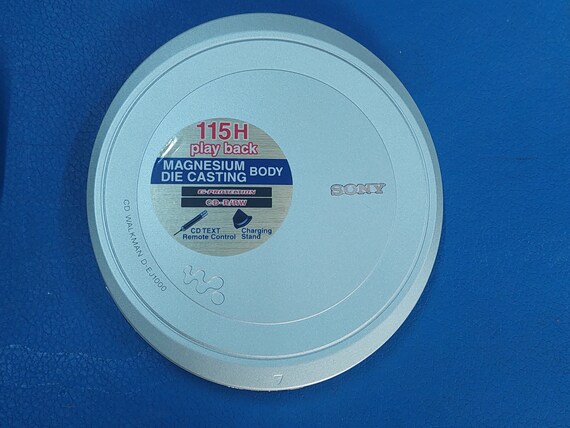 115H
play back
MAGNESIUM
DIE CASTING
BODY
G-PROTECTION
CD-R/RW
CD TEXT
Remote Control
Charging
Stand
SONY
CD WALKMAN D-EJ1000